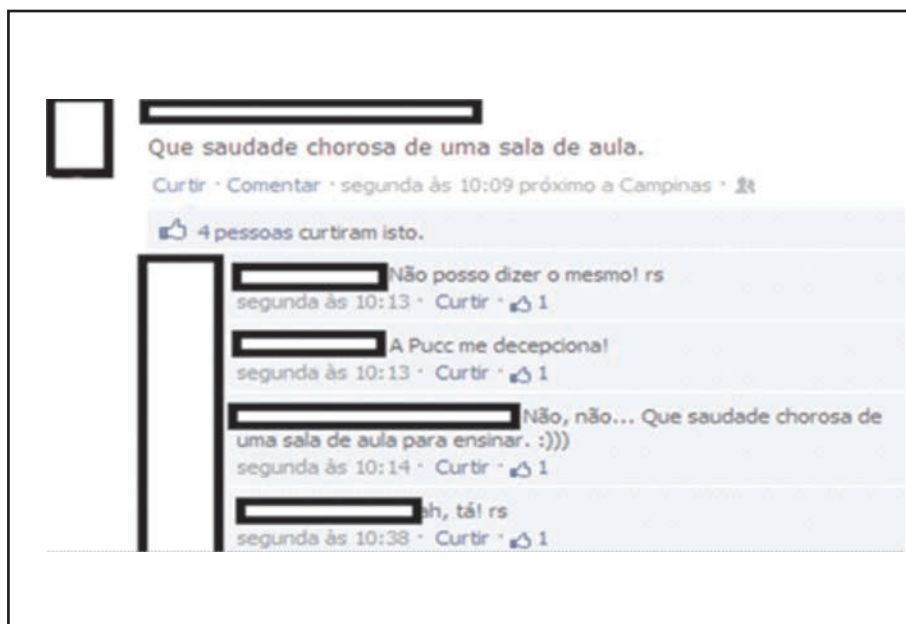 Que saudade chorosa de uma sala de aula.
Curtir · Comentar · segunda às 10:09 próximo a Campinas ·
4 pessoas curtiram isto.
Não posso dizer o mesmo! rs
segunda às 10:13 · Curtir · 1
A Pucc me decepciona!
segunda às 10:13 · Curtir · 1
Não, não... Que saudade chorosa de
uma sala de aula para ensinar. :)))
segunda às 10:14 · Curtir · 1
ah, tá! rs
segunda às 10:38 · Curtir · 1